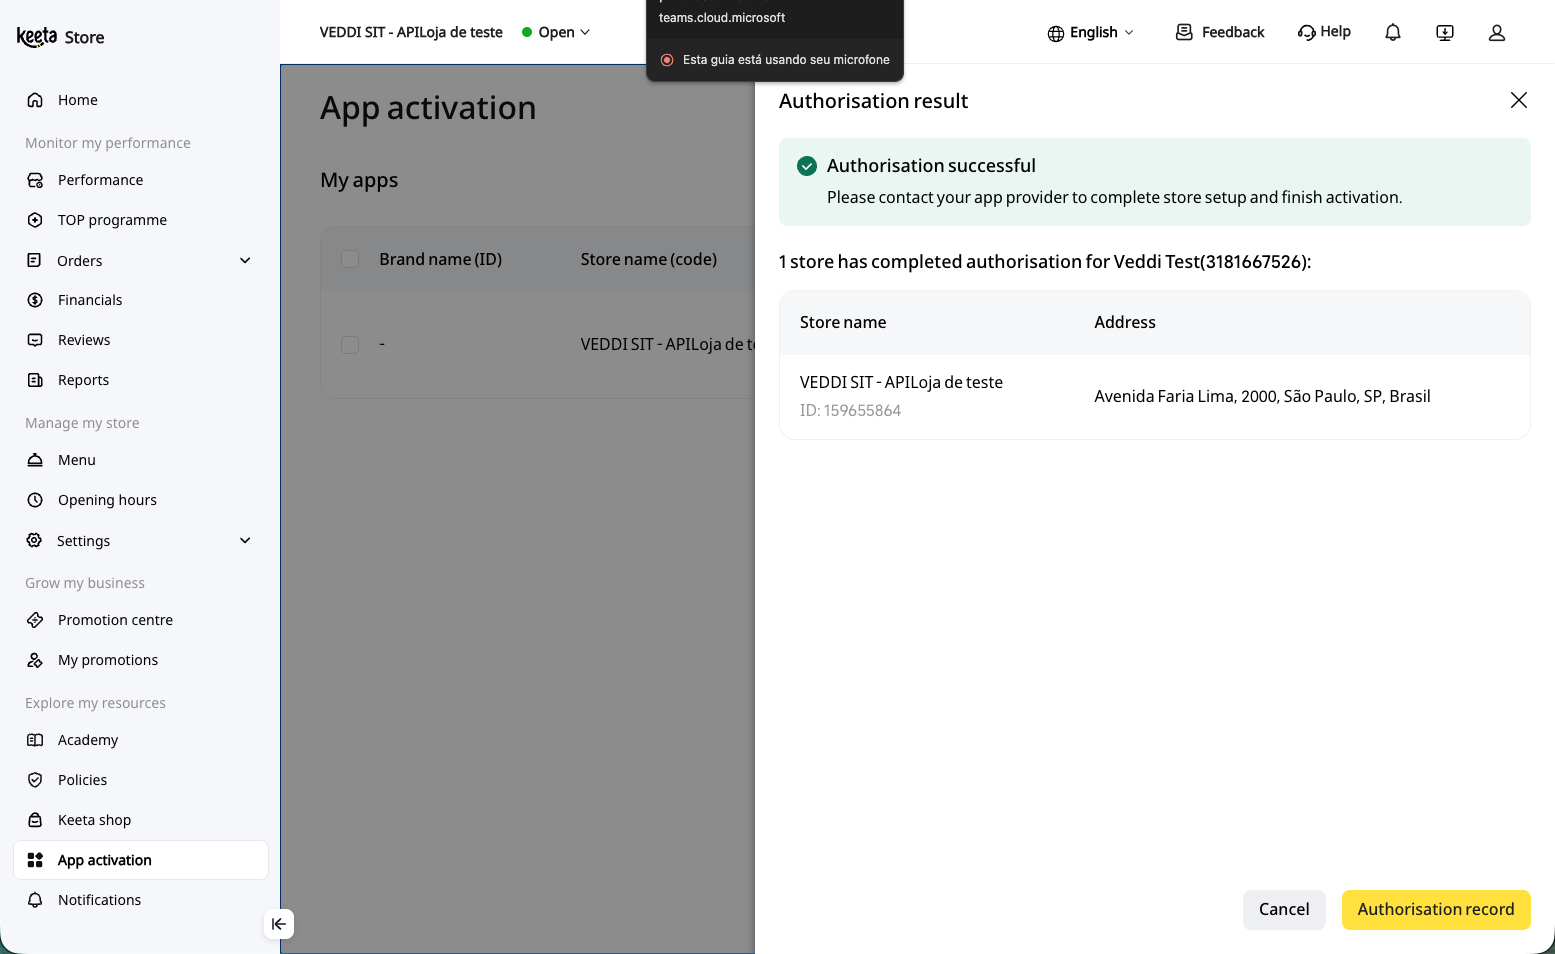 keeta Store
VEDDI SIT - APILoja de teste
Open
teams.cloud.microsoft
Esta guia está usando seu microfone
English
Feedback
Help
Home
Monitor my performance
Performance
TOP programme
Orders
Financials
Reviews
Reports
Manage my store
Menu
Opening hours
Settings
Grow my business
Promotion centre
My promotions
Explore my resources
Academy
Policies
Keeta shop
App activation
Notifications
App activation
My apps
Brand name (ID) Store name (code)
- VEDDI SIT - APILoja de
Authorisation result
Authorisation successful
Please contact your app provider to complete store setup and finish activation.
1 store has completed authorisation for Veddi Test(3181667526):
Store name Address
VEDDI SIT - APILoja de teste
ID: 159655864
Avenida Faria Lima, 2000, São Paulo, SP, Brasil
Cancel
Authorisation record